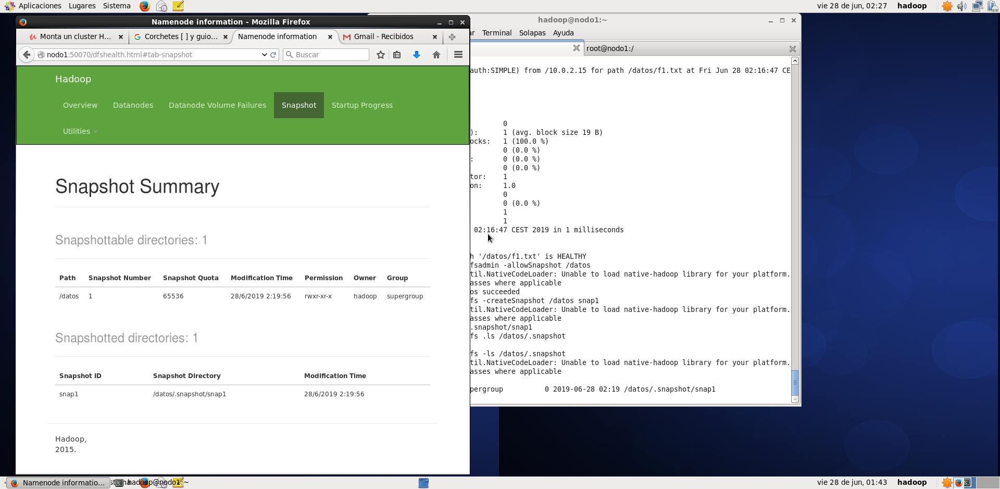 Aplicaciones Lugares Sistema vie 28 de jun, 02:27 hadoop
Namenode information - Mozilla Firefox
Monta un cluster H... Corchetes [ ] y guio... Namenode information Gmail - Recibidos
nodo1:50070/dfshealth.html#tab-snapshot Buscar
Hadoop
Overview Datanodes Datanode Volume Failures Snapshot Startup Progress
Utilities
Snapshot Summary
Snapshottable directories: 1
Path Snapshot Number Snapshot Quota Modification Time Permission Owner Group
/datos 1 65536 28/6/2019 2:19:56 rwxr-xr-x hadoop supergroup
Snapshotted directories: 1
Snapshot ID Snapshot Directory Modification Time
snap1 /datos/.snapshot/snap1 28/6/2019 2:19:56
Hadoop,
2015.
hadoop@nodo1:~
ar Terminal Solapas Ayuda
root@nodo1:/
auth:SIMPLE) from /10.0.2.15 for path /datos/f1.txt at Fri Jun 28 02:16:47 CE
0
): 1 (avg. block size 19 B)
ocks: 1 (100.0 %)
0 (0.0 %)
: 0 (0.0 %)
0 (0.0 %)
tor: 1
on: 1.0
0
0 (0.0 %)
1
1
02:16:47 CEST 2019 in 1 milliseconds
h '/datos/f1.txt' is HEALTHY
fsadmin -allowSnapshot /datos
til.NativeCodeLoader: Unable to load native-hadoop library for your platform.
asses where applicable
os succeeded
fs -createSnapshot /datos snap1
til.NativeCodeLoader: Unable to load native-hadoop library for your platform.
asses where applicable
.snapshot/snap1
fs .ls /datos/.snapshot
fs -ls /datos/.snapshot
til.NativeCodeLoader: Unable to load native-hadoop library for your platform.
asses where applicable
pergroup 0 2019-06-28 02:19 /datos/.snapshot/snap1
Namenode informatio... hadoop@nodo1:~ vie 28 de jun, 01:43 hadoop